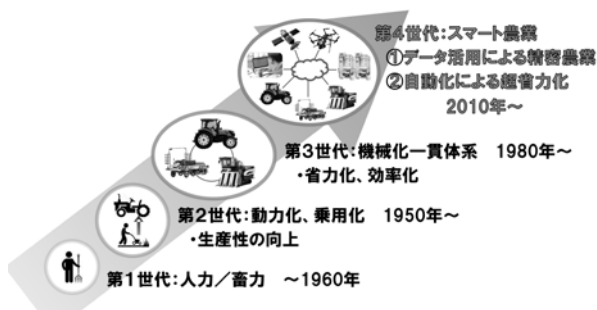 第4世代：スマート農業
①データ活用による精密農業
②自動化による超省力化
2010年～
第3世代：機械化一貫体系　1980年～
・省力化、効率化
第2世代：動力化、乗用化　1950年～
・生産性の向上
第1世代：人力／畜力　～1960年